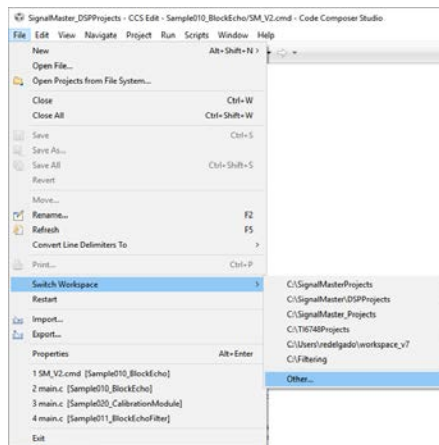 SignalMaster_DSPProjects - CCS Edit - Sample010_BlockEcho/SM_V2.cmd - Code Composer Studio
File Edit View Navigate Project Run Scripts Window Help
New Alt+Shift+N >
Open File...
Open Projects from File System...
Close Ctrl+W
Close All Ctrl+Shift+W
Save Ctrl+S
Save As...
Save All Ctrl+Shift+S
Revert
Move...
Rename... F2
Refresh F5
Convert Line Delimiters To >
Print... Ctrl+P
Switch Workspace >
C:\SignalMasterProjects
Restart
C:\SignalMaster\DSPProjects
C:\SignalMaster_Projects
Import...
C:\TI6748Projects
Export...
C:\Users\redelgado\workspace_v7
Properties Alt+Enter
C:\Filtering
1 SM_V2.cmd [Sample010_BlockEcho]
Other...
2 main.c [Sample010_BlockEcho]
3 main.c [Sample020_CalibrationModule]
4 main.c [Sample011_BlockEchoFilter]
Exit